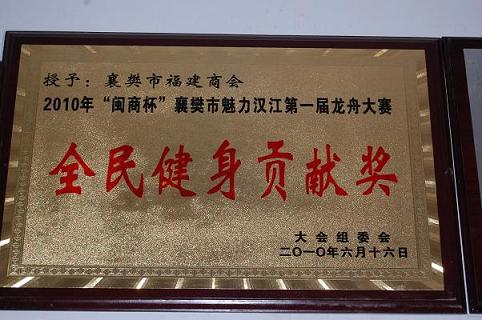 授予：襄樊市福建商会
2010年“闽商杯”襄樊市魅力汉江第一届龙舟大赛
全民健身贡献奖
大会组委会
二〇一〇年六月十六日